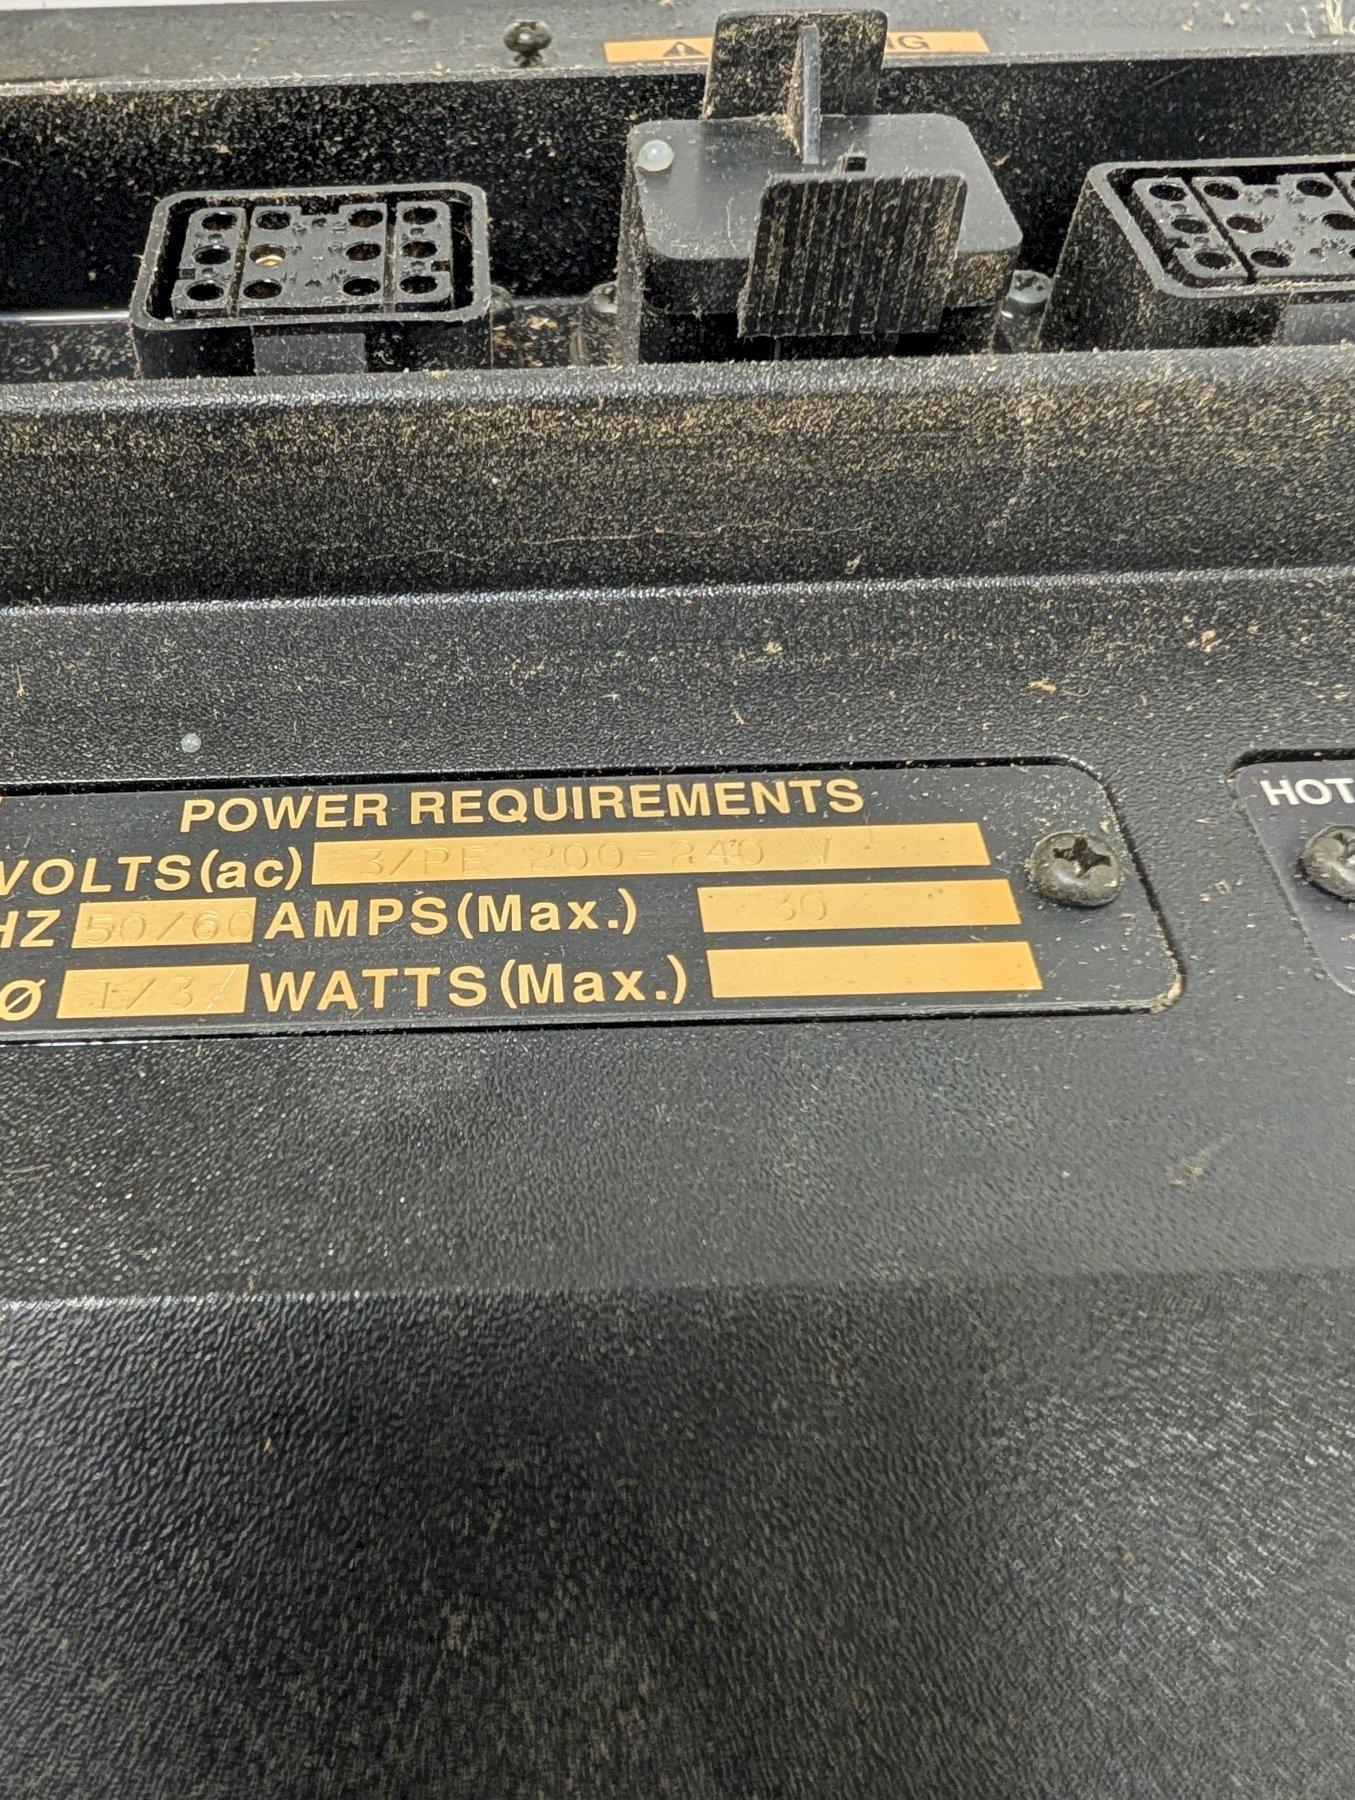 POWER REQUIREMENTS
VOLTS(ac) 3/PE 200-240 V
HZ 50/60 AMPS(Max.) 30
Ø 1/3 WATTS(Max.)
HOT